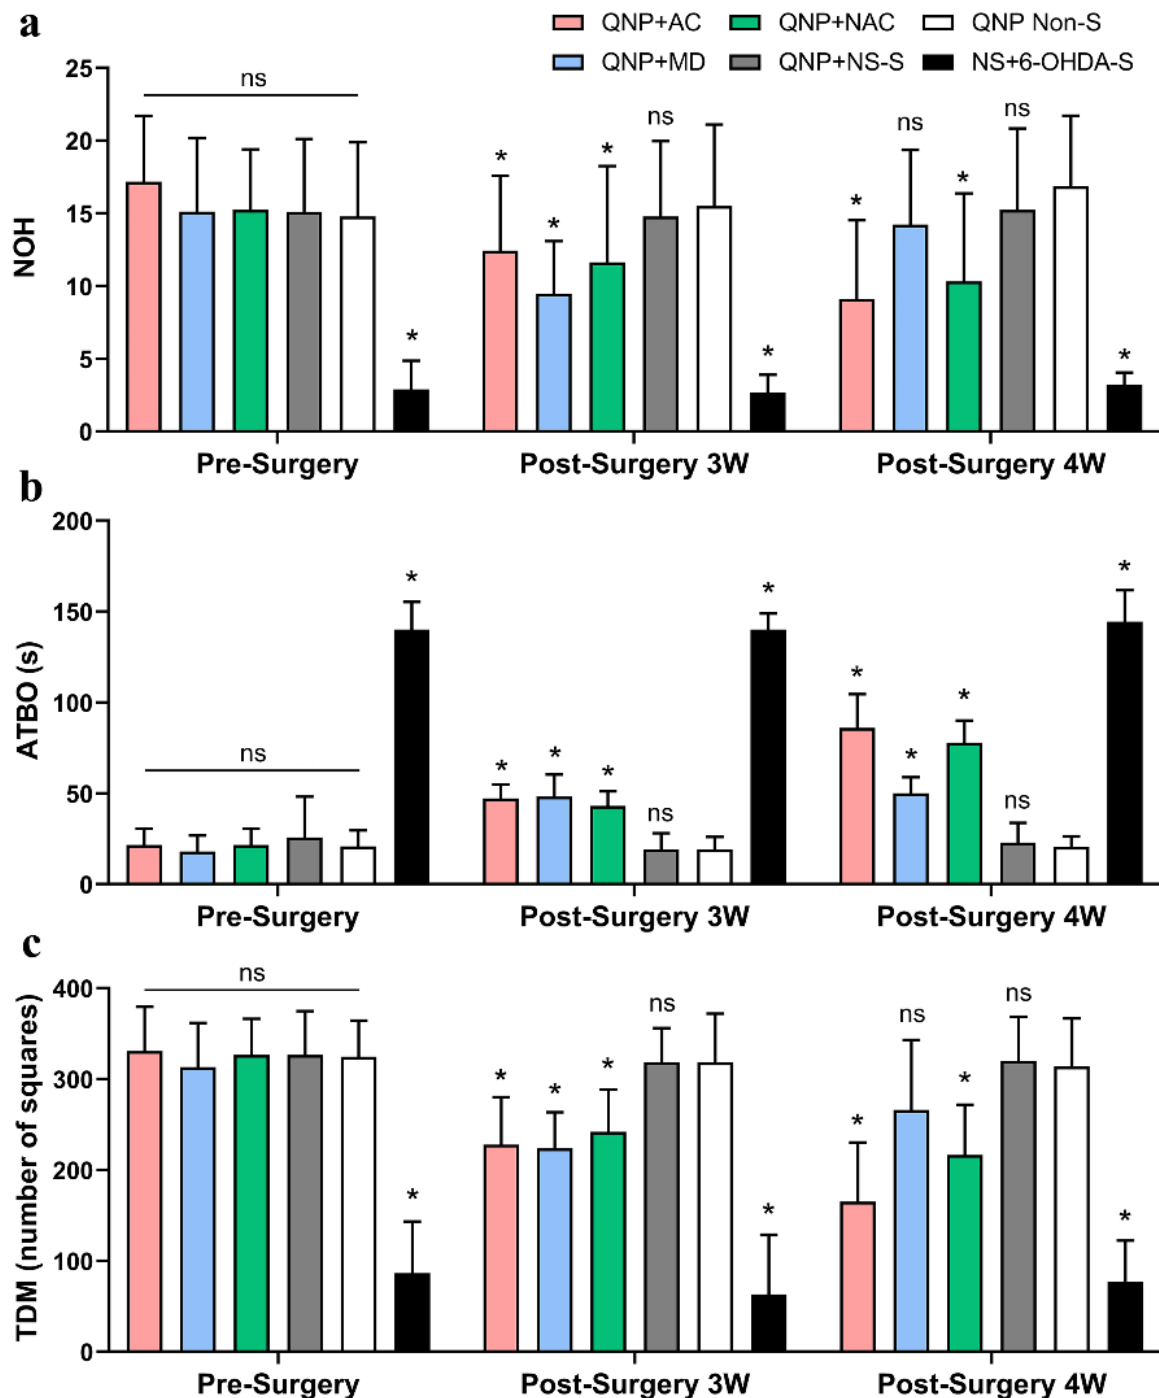 a
QNP+AC QNP+NAC QNP Non-S
QNP+MD QNP+NS-S NS+6-OHDA-S
NOH
25
20
15
10
5
0
ns
*
* * * ns *
* ns * ns *
Pre-Surgery Post-Surgery 3W Post-Surgery 4W
b
ATBO (s)
200
150
100
50
0
ns *
* * * ns *
* * * ns *
Pre-Surgery Post-Surgery 3W Post-Surgery 4W
c
TDM (number of squares)
400
300
200
100
0
ns *
* * * ns *
* ns * ns *
Pre-Surgery Post-Surgery 3W Post-Surgery 4W